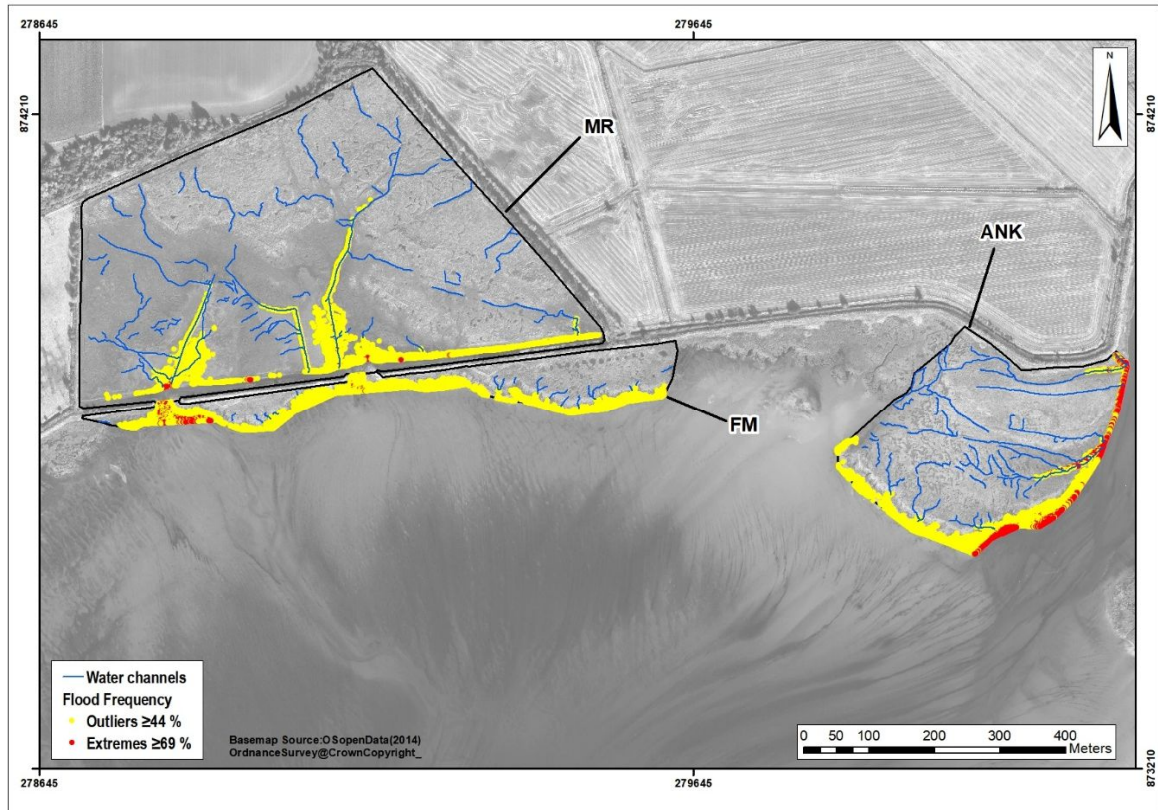 278645
279645
874210
874210
N
MR
ANK
FM
Water channels
Flood Frequency
Outliers ≥44 %
Extremes ≥69 %
Basemap Source:OSopenData(2014)
OrdnanceSurvey@CrownCopyright_
0 50 100 200 300 400
Meters
873210
278645
279645